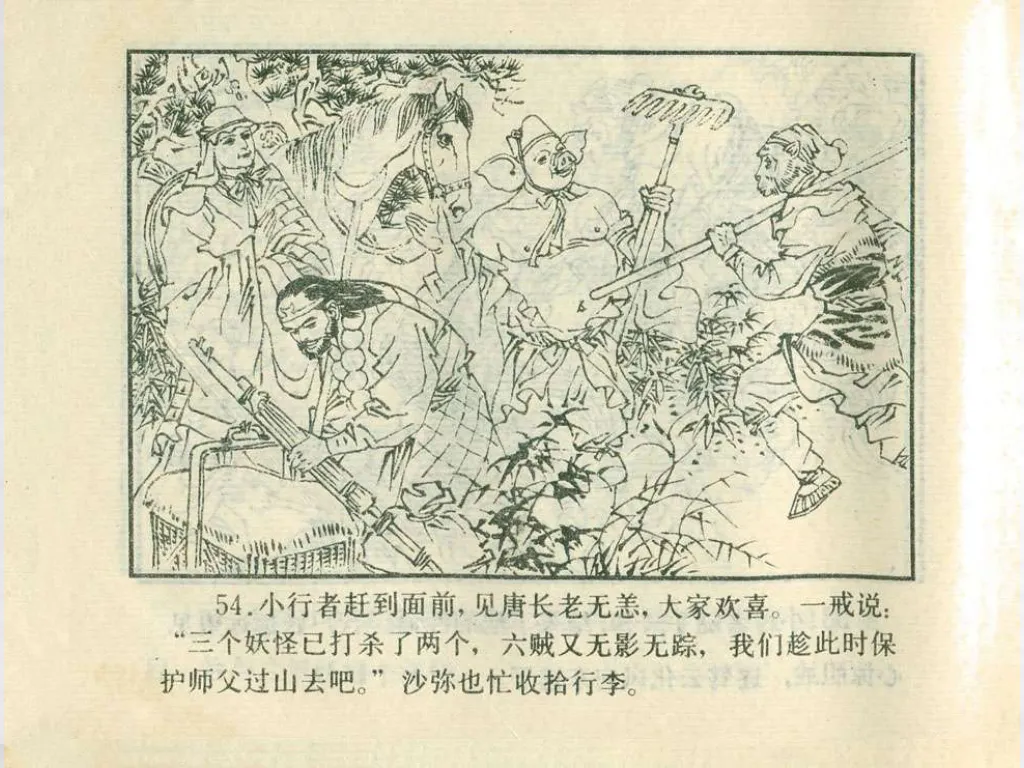 54.小行者赶到面前，见唐长老无恙，大家欢喜。一戒说：
“三个妖怪已打杀了两个，六贼又无影无踪，我们趁此时保
护师父过山去吧。”沙弥也忙收拾行李。